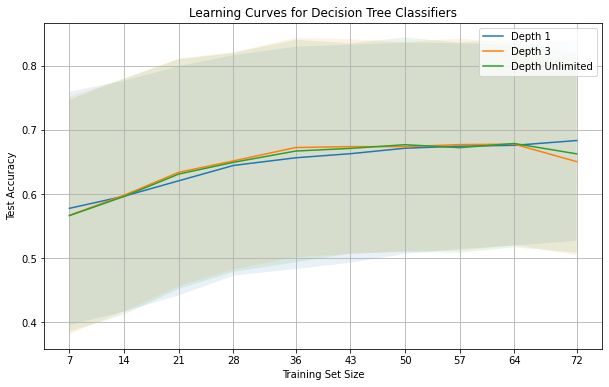 Learning Curves for Decision Tree Classifiers
Depth 1
Depth 3
Depth Unlimited
Test Accuracy
0.8
0.7
0.6
0.5
0.4
7 14 21 28 36 43 50 57 64 72
Training Set Size